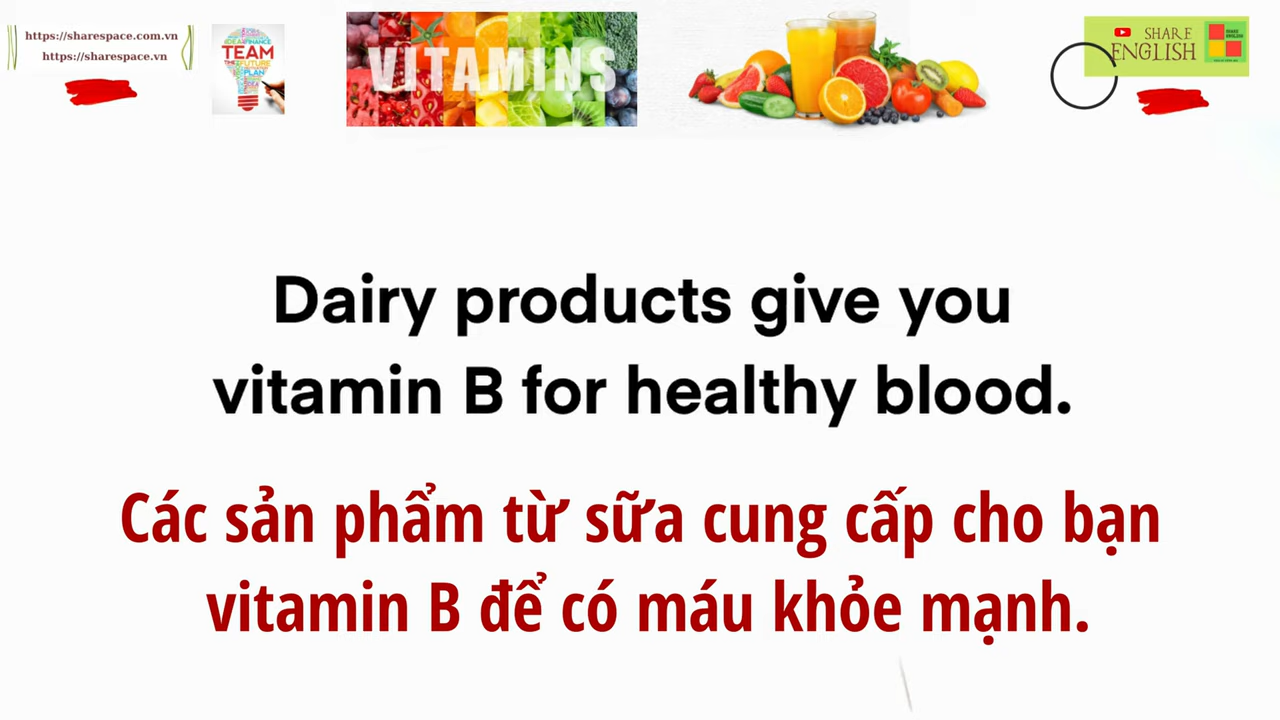 https://sharespace.com.vn
https://sharespace.vn
TEAM
PLAN
VITAMINS
SHARE
ENGLISH
Dairy products give you
vitamin B for healthy blood.
Các sản phẩm từ sữa cung cấp cho bạn
vitamin B để có máu khỏe mạnh.